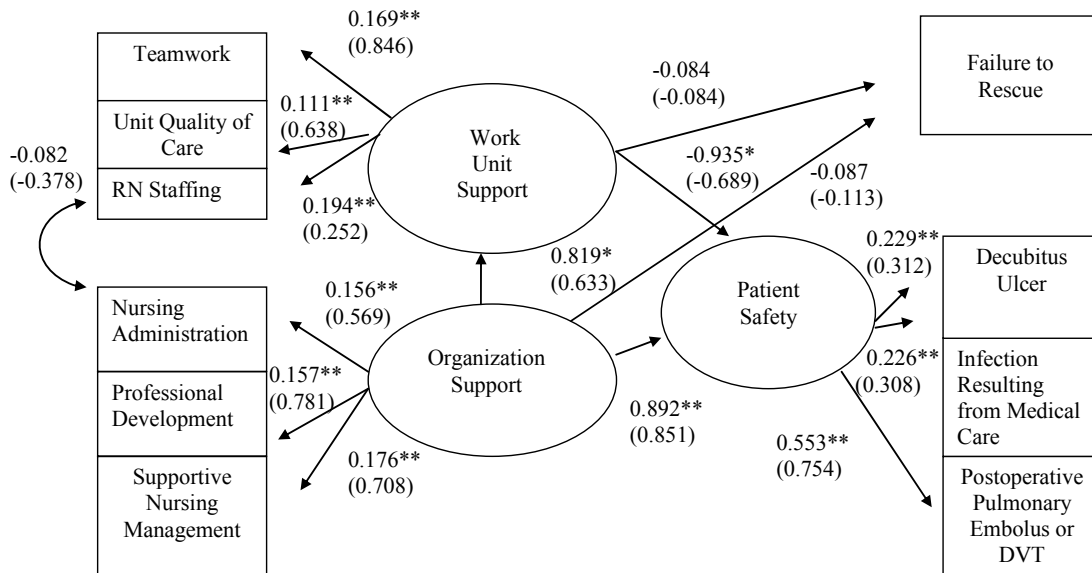 0.169**
(0.846)
Teamwork
0.111**
(0.638)
Unit Quality of
Care
RN Staffing
0.194**
(0.252)
-0.082
(-0.378)
Work
Unit
Support
-0.084
(-0.084)
Failure to
Rescue
-0.935*
(-0.689)
-0.087
(-0.113)
0.819*
(0.633)
Nursing
Administration
0.156**
(0.569)
Professional
Development
0.157**
(0.781)
Supportive
Nursing
Management
0.176**
(0.708)
Organization
Support
0.892**
(0.851)
Patient
Safety
0.229**
(0.312)
Decubitus
Ulcer
0.226**
(0.308)
Infection
Resulting
from Medical
Care
0.553**
(0.754)
Postoperative
Pulmonary
Embolus or
DVT